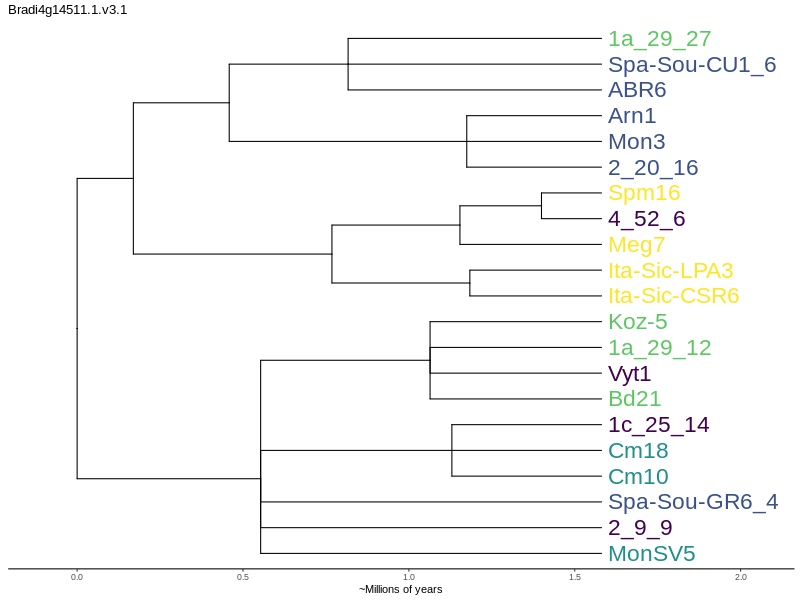 Bradi4g14511.1.v3.1
1a_29_27
Spa-Sou-CU1_6
ABR6
Arn1
Mon3
2_20_16
Spm16
4_52_6
Meg7
Ita-Sic-LPA3
Ita-Sic-CSR6
Koz-5
1a_29_12
Vyt1
Bd21
1c_25_14
Cm18
Cm10
Spa-Sou-GR6_4
2_9_9
MonSV5
0.0 0.5 1.0 1.5 2.0
~Millions of years